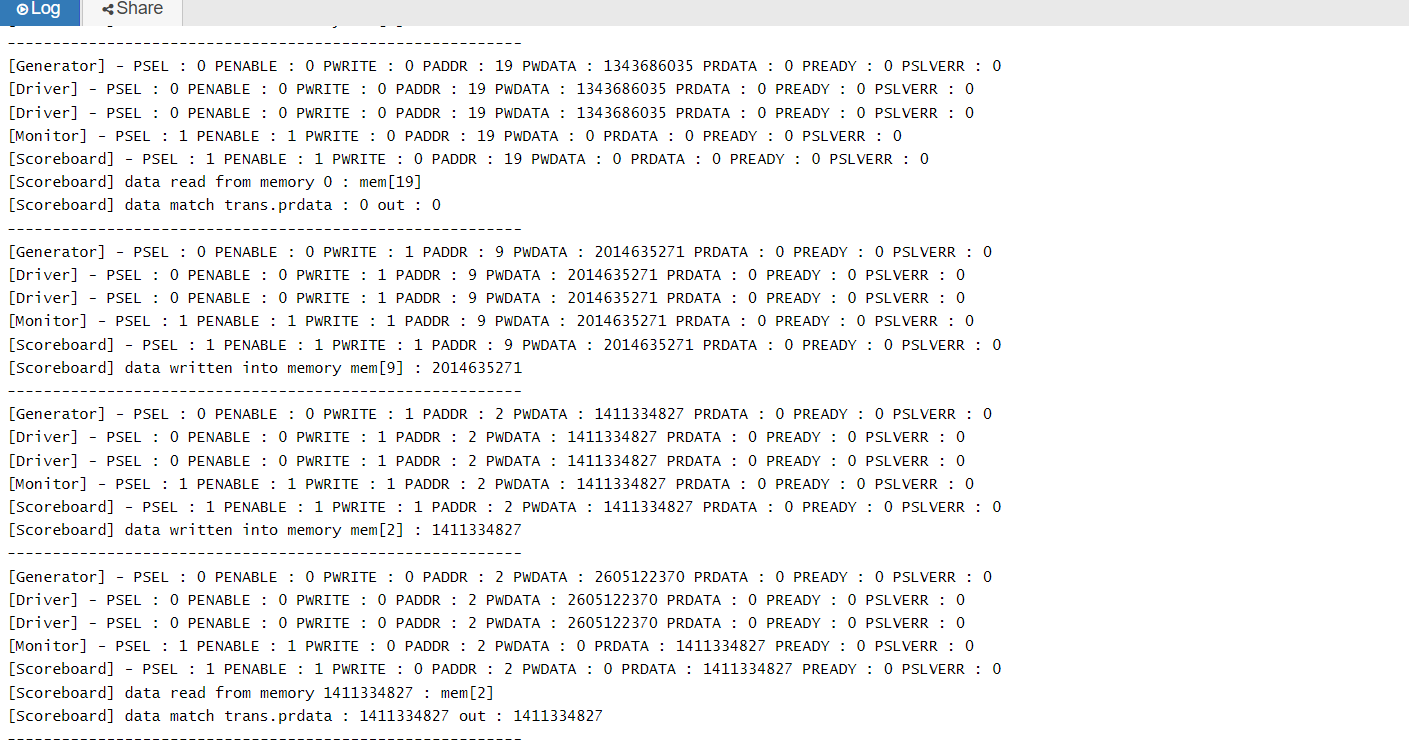 Log Share
------------------------------------------------------------
[Generator] - PSEL : 0 PENABLE : 0 PWRITE : 0 PADDR : 19 PWDATA : 1343686035 PRDATA : 0 PREADY : 0 PSLVERR : 0
[Driver] - PSEL : 0 PENABLE : 0 PWRITE : 0 PADDR : 19 PWDATA : 1343686035 PRDATA : 0 PREADY : 0 PSLVERR : 0
[Driver] - PSEL : 0 PENABLE : 0 PWRITE : 0 PADDR : 19 PWDATA : 1343686035 PRDATA : 0 PREADY : 0 PSLVERR : 0
[Monitor] - PSEL : 1 PENABLE : 1 PWRITE : 0 PADDR : 19 PWDATA : 0 PRDATA : 0 PREADY : 0 PSLVERR : 0
[Scoreboard] - PSEL : 1 PENABLE : 1 PWRITE : 0 PADDR : 19 PWDATA : 0 PRDATA : 0 PREADY : 0 PSLVERR : 0
[Scoreboard] data read from memory 0 : mem[19]
[Scoreboard] data match trans.prdata : 0 out : 0
------------------------------------------------------------
[Generator] - PSEL : 0 PENABLE : 0 PWRITE : 1 PADDR : 9 PWDATA : 2014635271 PRDATA : 0 PREADY : 0 PSLVERR : 0
[Driver] - PSEL : 0 PENABLE : 0 PWRITE : 1 PADDR : 9 PWDATA : 2014635271 PRDATA : 0 PREADY : 0 PSLVERR : 0
[Driver] - PSEL : 0 PENABLE : 0 PWRITE : 1 PADDR : 9 PWDATA : 2014635271 PRDATA : 0 PREADY : 0 PSLVERR : 0
[Monitor] - PSEL : 1 PENABLE : 1 PWRITE : 1 PADDR : 9 PWDATA : 2014635271 PRDATA : 0 PREADY : 0 PSLVERR : 0
[Scoreboard] - PSEL : 1 PENABLE : 1 PWRITE : 1 PADDR : 9 PWDATA : 2014635271 PRDATA : 0 PREADY : 0 PSLVERR : 0
[Scoreboard] data written into memory mem[9] : 2014635271
------------------------------------------------------------
[Generator] - PSEL : 0 PENABLE : 0 PWRITE : 1 PADDR : 2 PWDATA : 1411334827 PRDATA : 0 PREADY : 0 PSLVERR : 0
[Driver] - PSEL : 0 PENABLE : 0 PWRITE : 1 PADDR : 2 PWDATA : 1411334827 PRDATA : 0 PREADY : 0 PSLVERR : 0
[Driver] - PSEL : 0 PENABLE : 0 PWRITE : 1 PADDR : 2 PWDATA : 1411334827 PRDATA : 0 PREADY : 0 PSLVERR : 0
[Monitor] - PSEL : 1 PENABLE : 1 PWRITE : 1 PADDR : 2 PWDATA : 1411334827 PRDATA : 0 PREADY : 0 PSLVERR : 0
[Scoreboard] - PSEL : 1 PENABLE : 1 PWRITE : 1 PADDR : 2 PWDATA : 1411334827 PRDATA : 0 PREADY : 0 PSLVERR : 0
[Scoreboard] data written into memory mem[2] : 1411334827
------------------------------------------------------------
[Generator] - PSEL : 0 PENABLE : 0 PWRITE : 0 PADDR : 2 PWDATA : 2605122370 PRDATA : 0 PREADY : 0 PSLVERR : 0
[Driver] - PSEL : 0 PENABLE : 0 PWRITE : 0 PADDR : 2 PWDATA : 2605122370 PRDATA : 0 PREADY : 0 PSLVERR : 0
[Driver] - PSEL : 0 PENABLE : 0 PWRITE : 0 PADDR : 2 PWDATA : 2605122370 PRDATA : 0 PREADY : 0 PSLVERR : 0
[Monitor] - PSEL : 1 PENABLE : 1 PWRITE : 0 PADDR : 2 PWDATA : 0 PRDATA : 1411334827 PREADY : 0 PSLVERR : 0
[Scoreboard] - PSEL : 1 PENABLE : 1 PWRITE : 0 PADDR : 2 PWDATA : 0 PRDATA : 1411334827 PREADY : 0 PSLVERR : 0
[Scoreboard] data read from memory 1411334827 : mem[2]
[Scoreboard] data match trans.prdata : 1411334827 out : 1411334827
------------------------------------------------------------